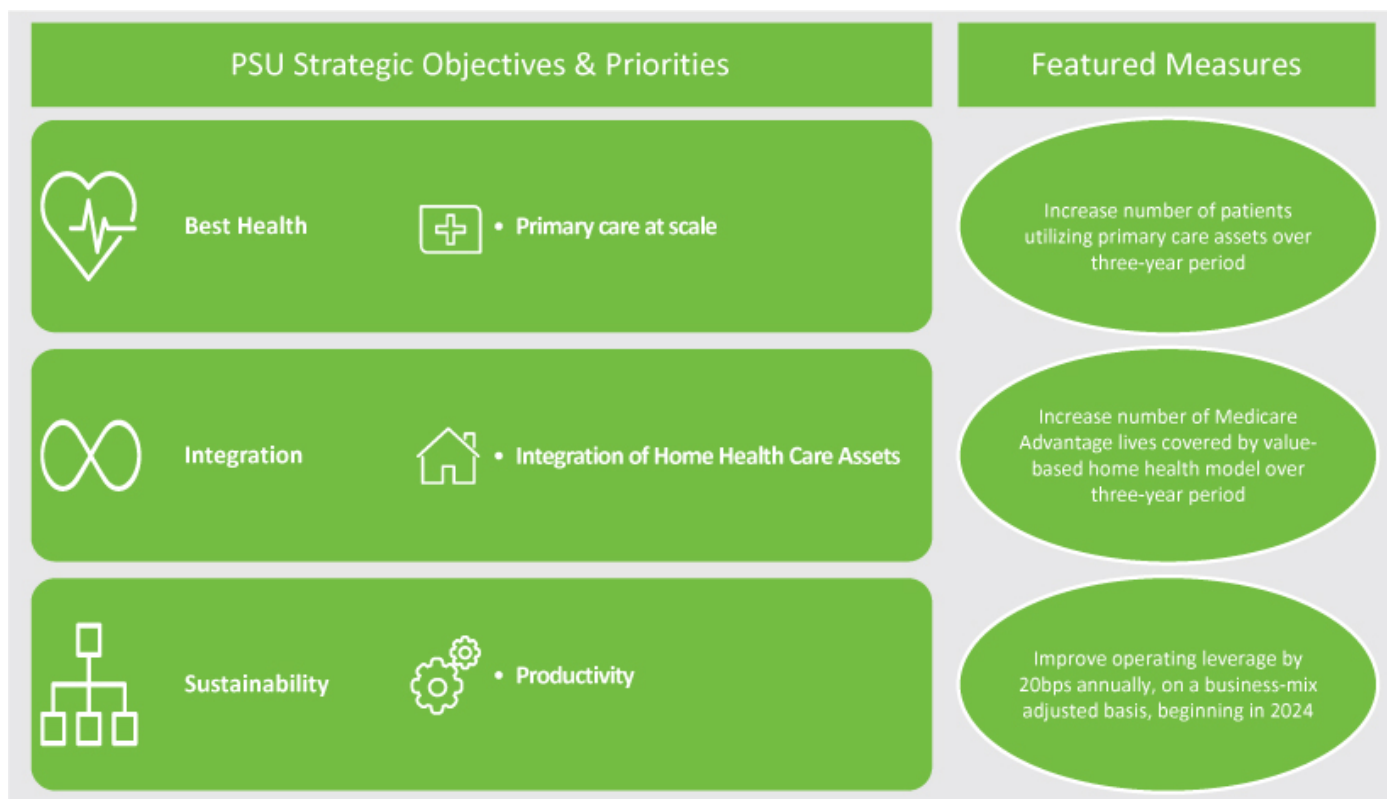 PSU Strategic Objectives & Priorities
Featured Measures
Best Health
• Primary care at scale
Increase number of patients
utilizing primary care assets over
three-year period
Integration
• Integration of Home Health Care Assets
Increase number of Medicare
Advantage lives covered by value-
based home health model over
three-year period
Sustainability
• Productivity
Improve operating leverage by
20bps annually, on a business-mix
adjusted basis, beginning in 2024